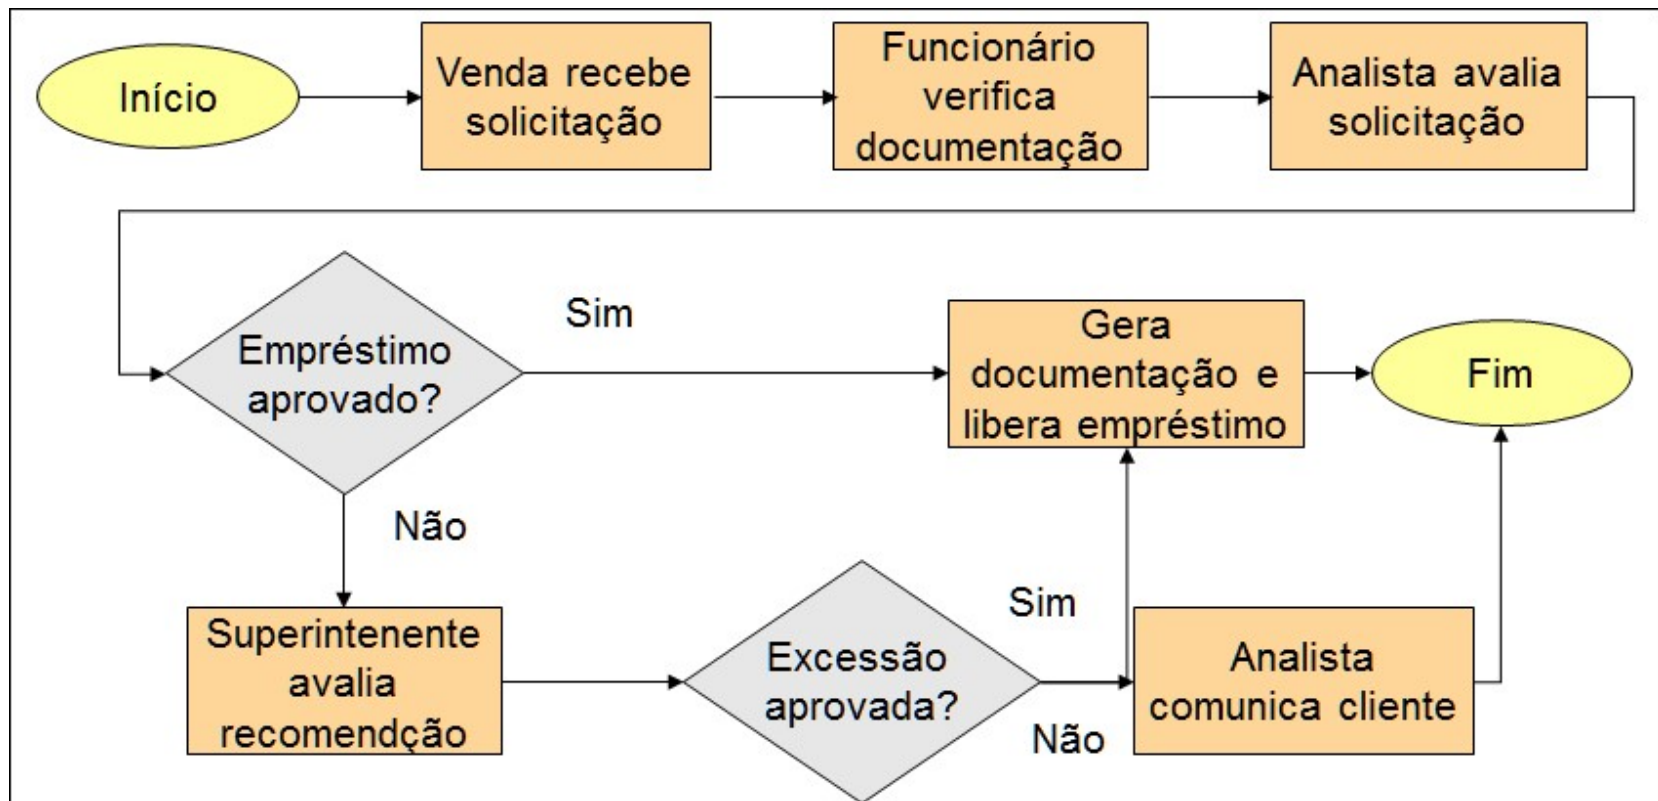 Início
Venda recebe
solicitação
Funcionário
verifica
documentação
Analista avalia
solicitação
Empréstimo
aprovado?
Sim
Gera
documentação e
libera empréstimo
Fim
Não
Superintenente
avalia
recomendção
Excessão
aprovada?
Sim
Não
Analista
comunica cliente